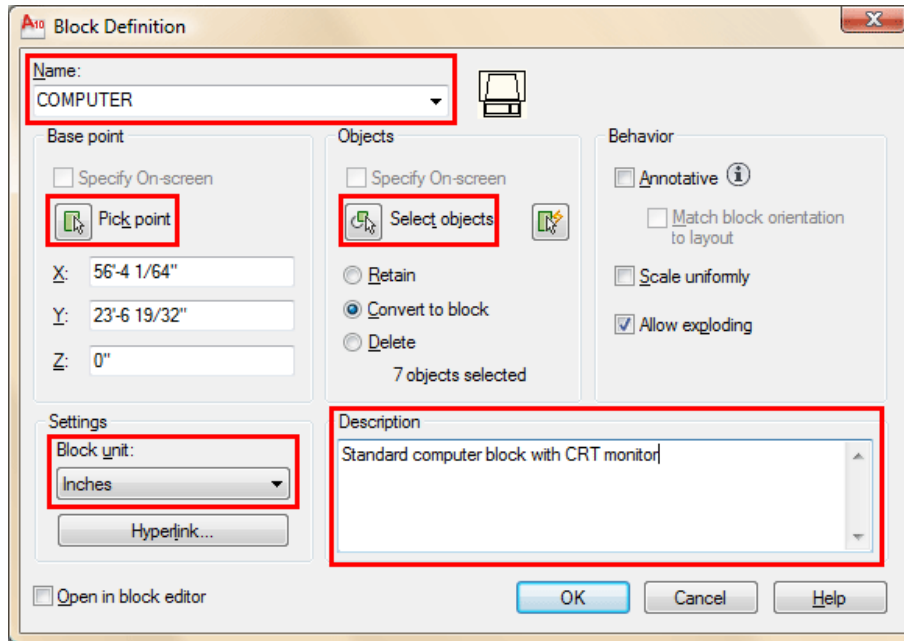 A10 Block Definition
Name:
COMPUTER
Base point
Specify On-screen
Pick point
X: 56'-4 1/64"
Y: 23'-6 19/32"
Z: 0"
Objects
Specify On-screen
Select objects
Retain
Convert to block
Delete
7 objects selected
Behavior
Annotative
Match block orientation
to layout
Scale uniformly
Allow exploding
Settings
Block unit:
Inches
Hyperlink...
Description
Standard computer block with CRT monitor
Open in block editor
OK
Cancel
Help